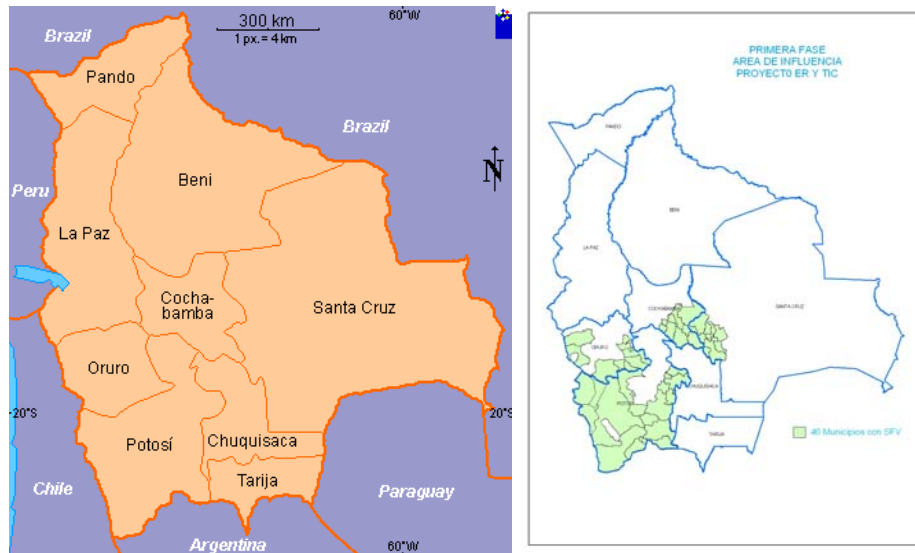 Brazil
300 km
1 px.= 4 km
60°W
Pando
Brazil
N
Beni
Peru
La Paz
Cocha-
bamba
Santa Cruz
Oruro
20°S
20°S
Potosí
Chuquisaca
Tarija
Chile
Paraguay
Argentina
60°W
PRIMERA FASE
AREA DE INFLUENCIA
PROYECTO ER Y TIC
PANDO
BENI
LA PAZ
COCHABAMBA
SANTA CRUZ
ORURO
CHUQUISACA
POTOSI
TARIJA
40 Municipios con SFV